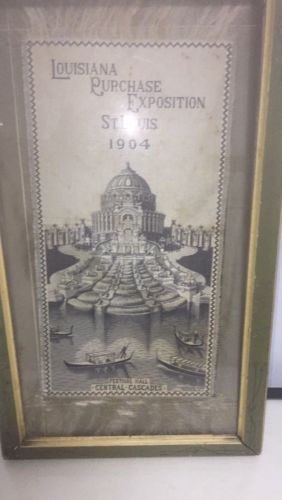 LOUISIANA
PURCHASE
EXPOSITION
ST. LOUIS
1904
FESTIVAL HALL
CENTRAL CASCADES